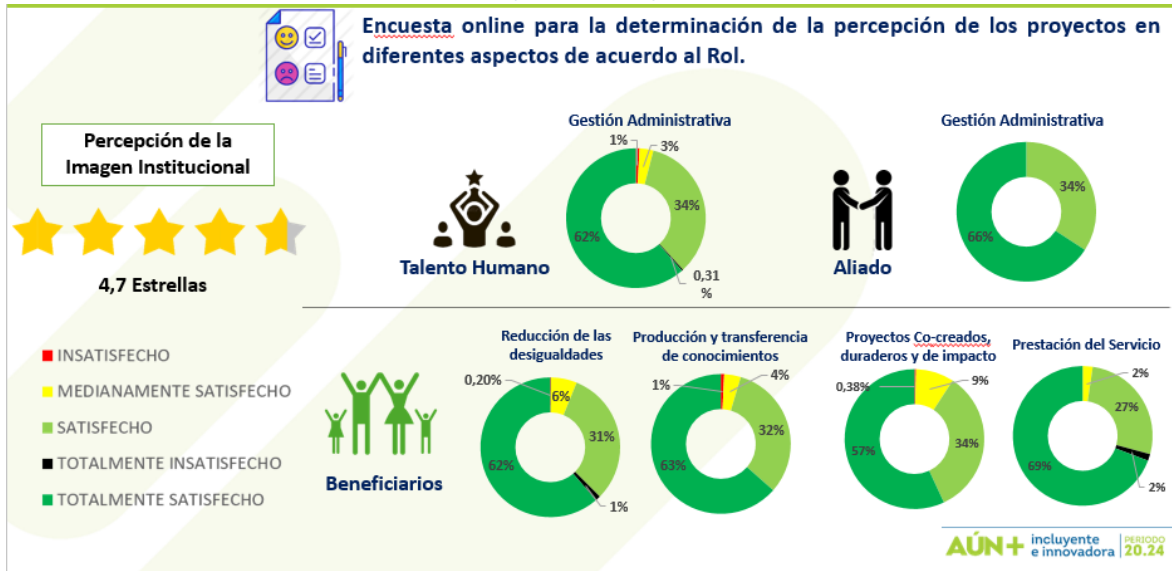 Encuesta online para la determinación de la percepción de los proyectos en
diferentes aspectos de acuerdo al Rol.
Percepción de la
Imagen Institucional
4,7 Estrellas
Gestión Administrativa
1%
3%
34%
62%
0,31
%
Talento Humano
Gestión Administrativa
34%
66%
Aliado
INSATISFECHO
MEDIANAMENTE SATISFECHO
SATISFECHO
TOTALMENTE INSATISFECHO
TOTALMENTE SATISFECHO
Beneficiarios
Reducción de las
desigualdades
0,20%
6%
31%
62%
1%
Producción y transferencia
de conocimientos
1%
4%
32%
63%
Proyectos Co-creados,
duraderos y de impacto
0,38%
9%
34%
57%
Prestación del Servicio
2%
27%
69%
2%
AÚN+
incluyente
e innovadora
PERIODO
20.24